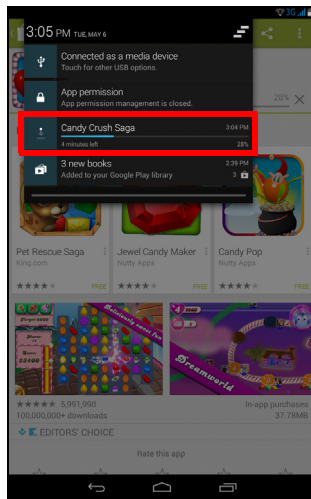 3G
3:05 PM TUE, MAY 6
Connected as a media device
Touch for other USB options.
App permission
App permission management is closed.
28%
Candy Crush Saga 3:04 PM
4 minutes left 28%
3 new books 2:39 PM
Added to your Google Play library 3
Pet Rescue Saga
King.com
FREE
Jewel Candy Maker
Nutty Apps
FREE
Candy Pop
Nutty Apps
FREE
Deliciously sweet fun
Dreamworld
5,991,990 In-app purchases
100,000,000+ downloads 37.78MB
EDITORS' CHOICE
Rate this app